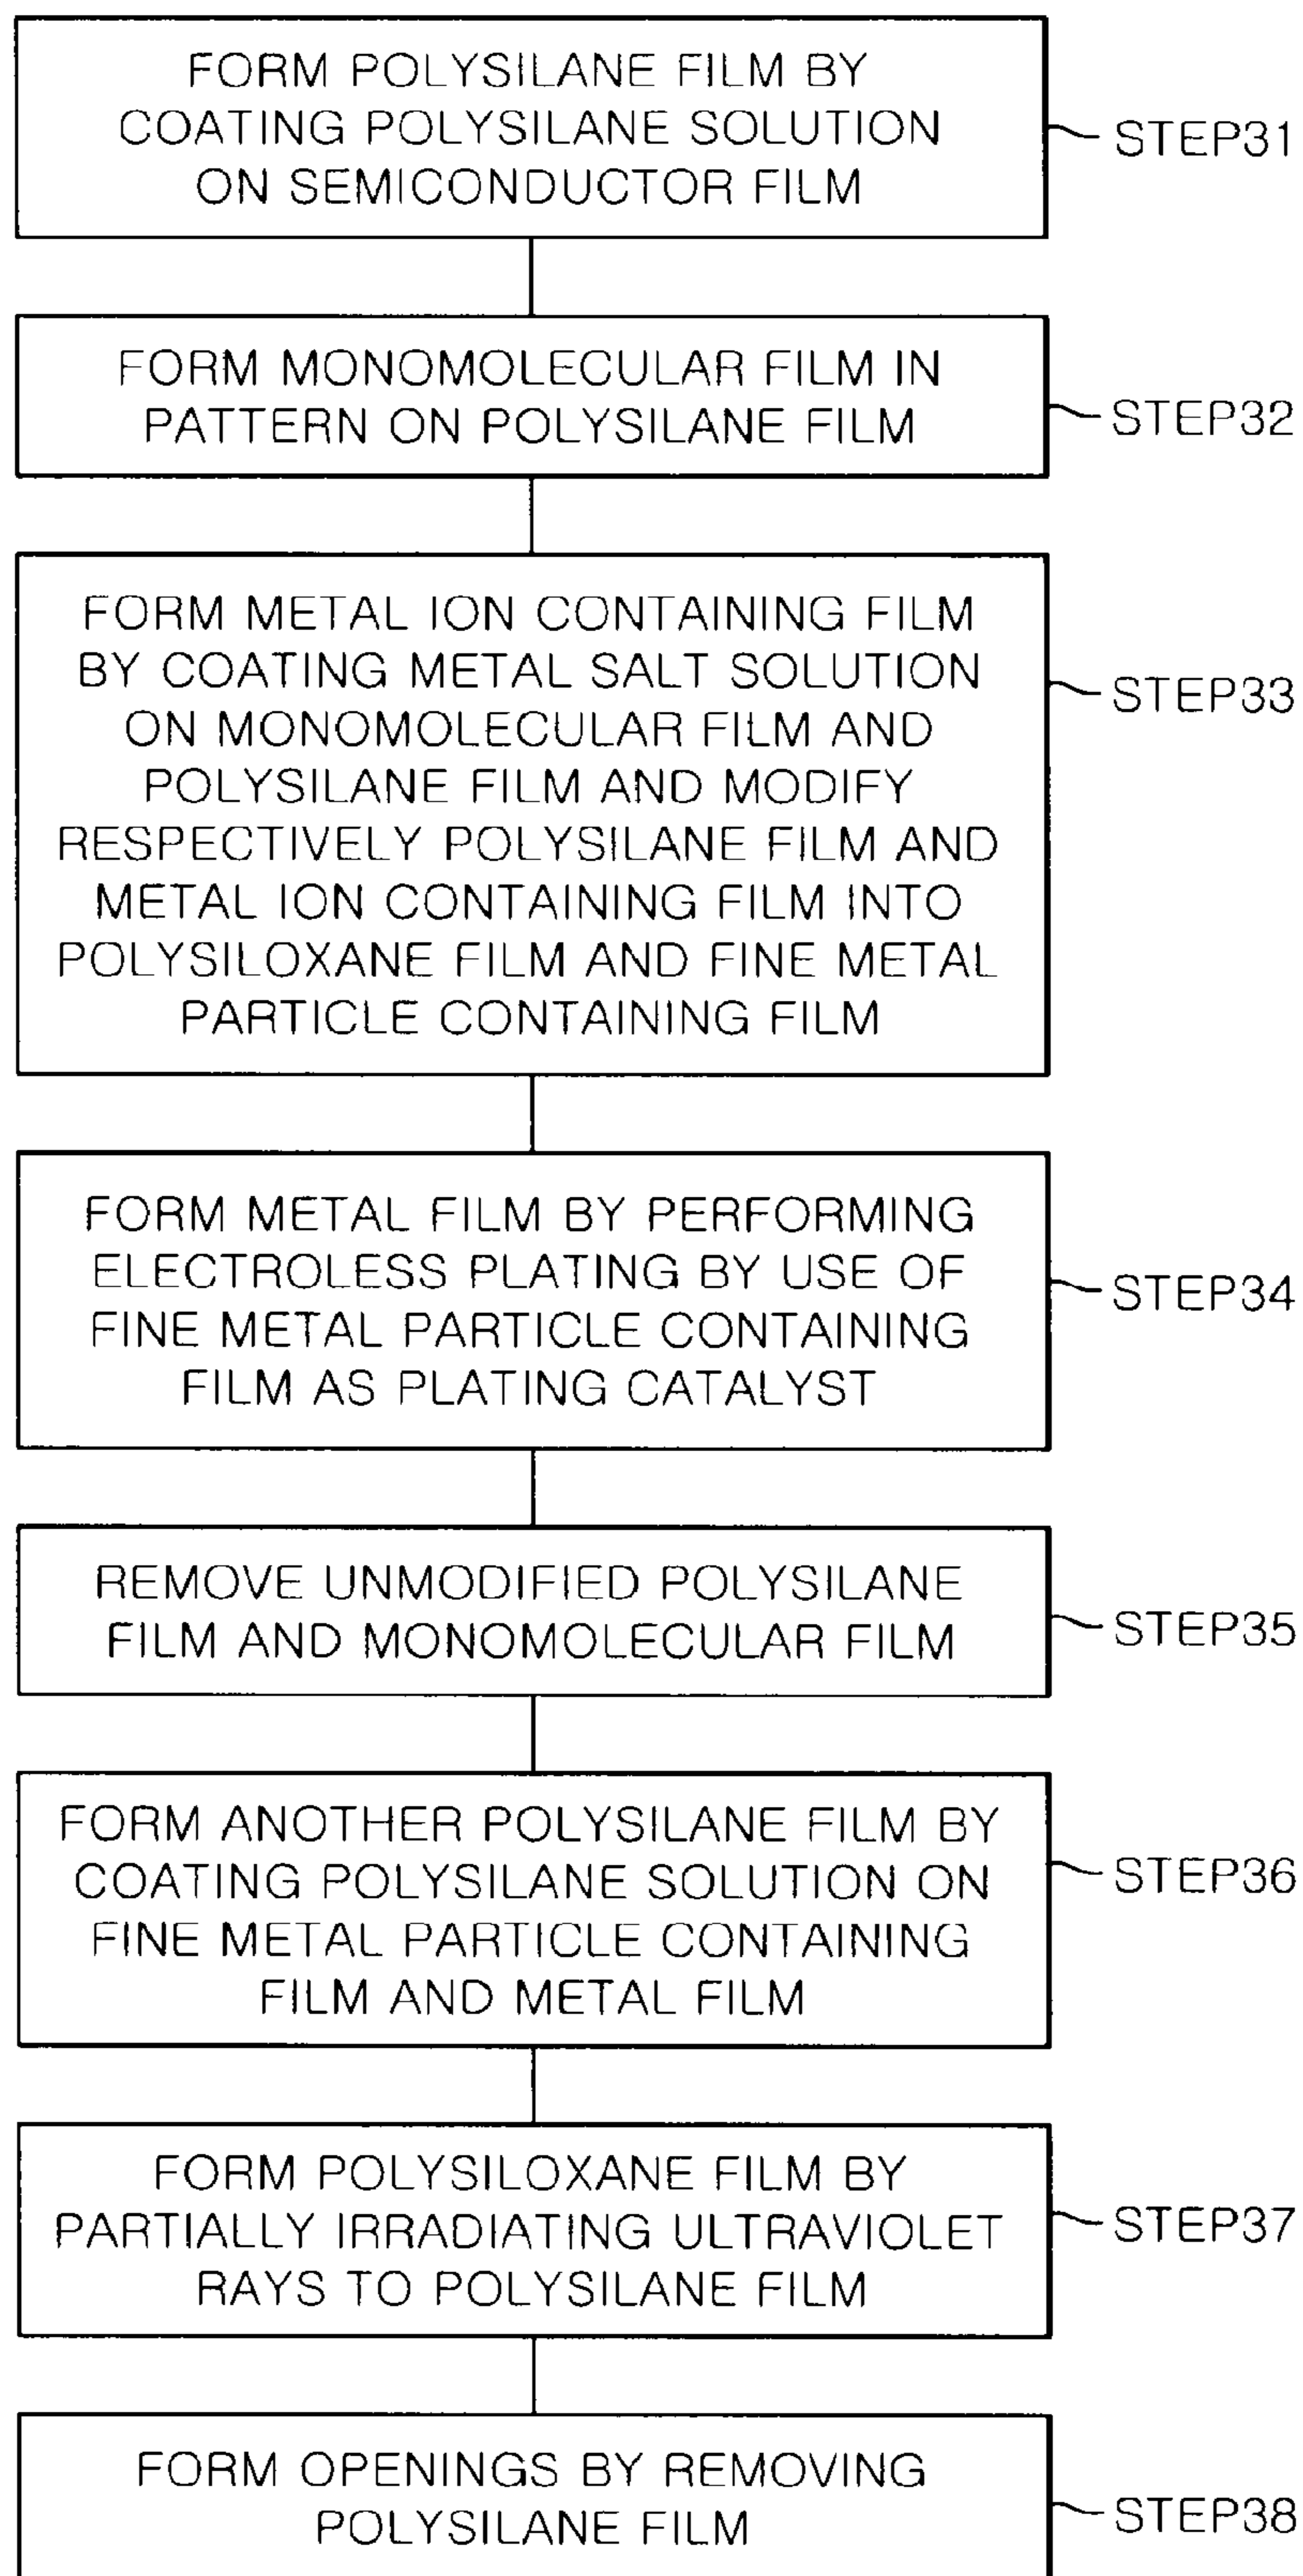 FORM POLYSILANE FILM BY
COATING POLYSILANE SOLUTION
ON SEMICONDUCTOR FILM
STEP31
FORM MONOMOLECULAR FILM IN
PATTERN ON POLYSILANE FILM
STEP32
FORM METAL ION CONTAINING FILM
BY COATING METAL SALT SOLUTION
ON MONOMOLECULAR FILM AND
POLYSILANE FILM AND MODIFY
RESPECTIVELY POLYSILANE FILM AND
METAL ION CONTAINING FILM INTO
POLYSILOXANE FILM AND FINE METAL
PARTICLE CONTAINING FILM
STEP33
FORM METAL FILM BY PERFORMING
ELECTROLESS PLATING BY USE OF
FINE METAL PARTICLE CONTAINING
FILM AS PLATING CATALYST
STEP34
REMOVE UNMODIFIED POLYSILANE
FILM AND MONOMOLECULAR FILM
STEP35
FORM ANOTHER POLYSILANE FILM BY
COATING POLYSILANE SOLUTION ON
FINE METAL PARTICLE CONTAINING
FILM AND METAL FILM
STEP36
FORM POLYSILOXANE FILM BY
PARTIALLY IRRADIATING ULTRAVIOLET
RAYS TO POLYSILANE FILM
STEP37
FORM OPENINGS BY REMOVING
POLYSILANE FILM
STEP38